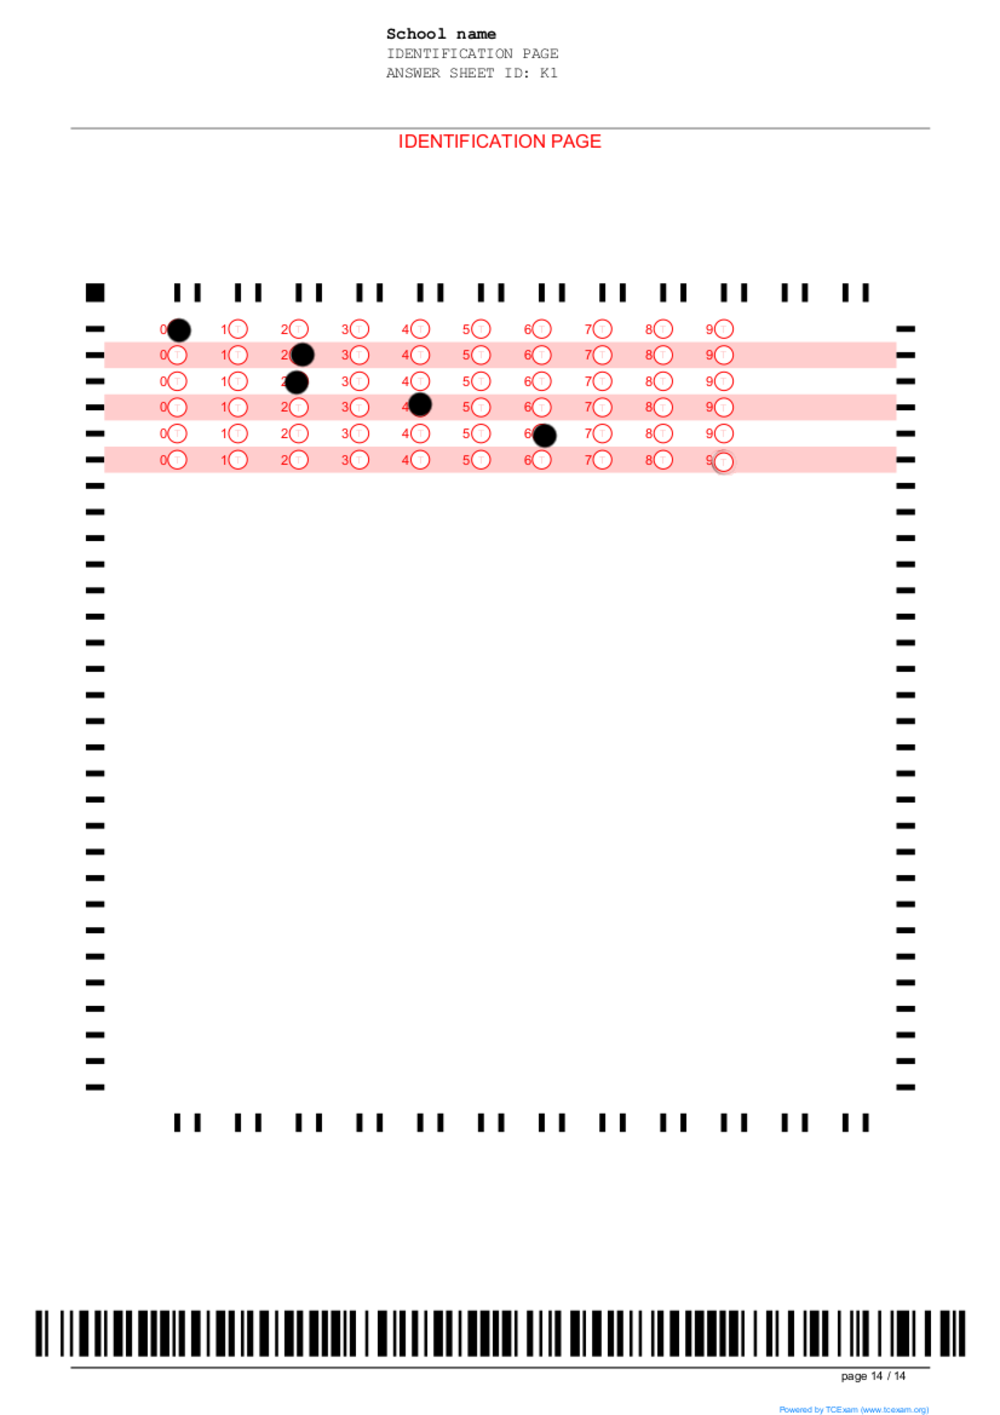 School name
IDENTIFICATION PAGE
ANSWER SHEET ID: K1
IDENTIFICATION PAGE
0 1 T 2 T 3 T 4 T 5 T 6 T 7 T 8 T 9 T
0 T 1 T 2 3 T 4 T 5 T 6 T 7 T 8 T 9 T
0 T 1 T 2 3 T 4 T 5 T 6 T 7 T 8 T 9 T
0 T 1 T 2 T 3 T 4 5 T 6 T 7 T 8 T 9 T
0 T 1 T 2 T 3 T 4 T 5 T 6 7 T 8 T 9 T
0 T 1 T 2 T 3 T 4 T 5 T 6 T 7 T 8 T 9 T
page 14 / 14
Powered by TCExam (www.tcexam.org)